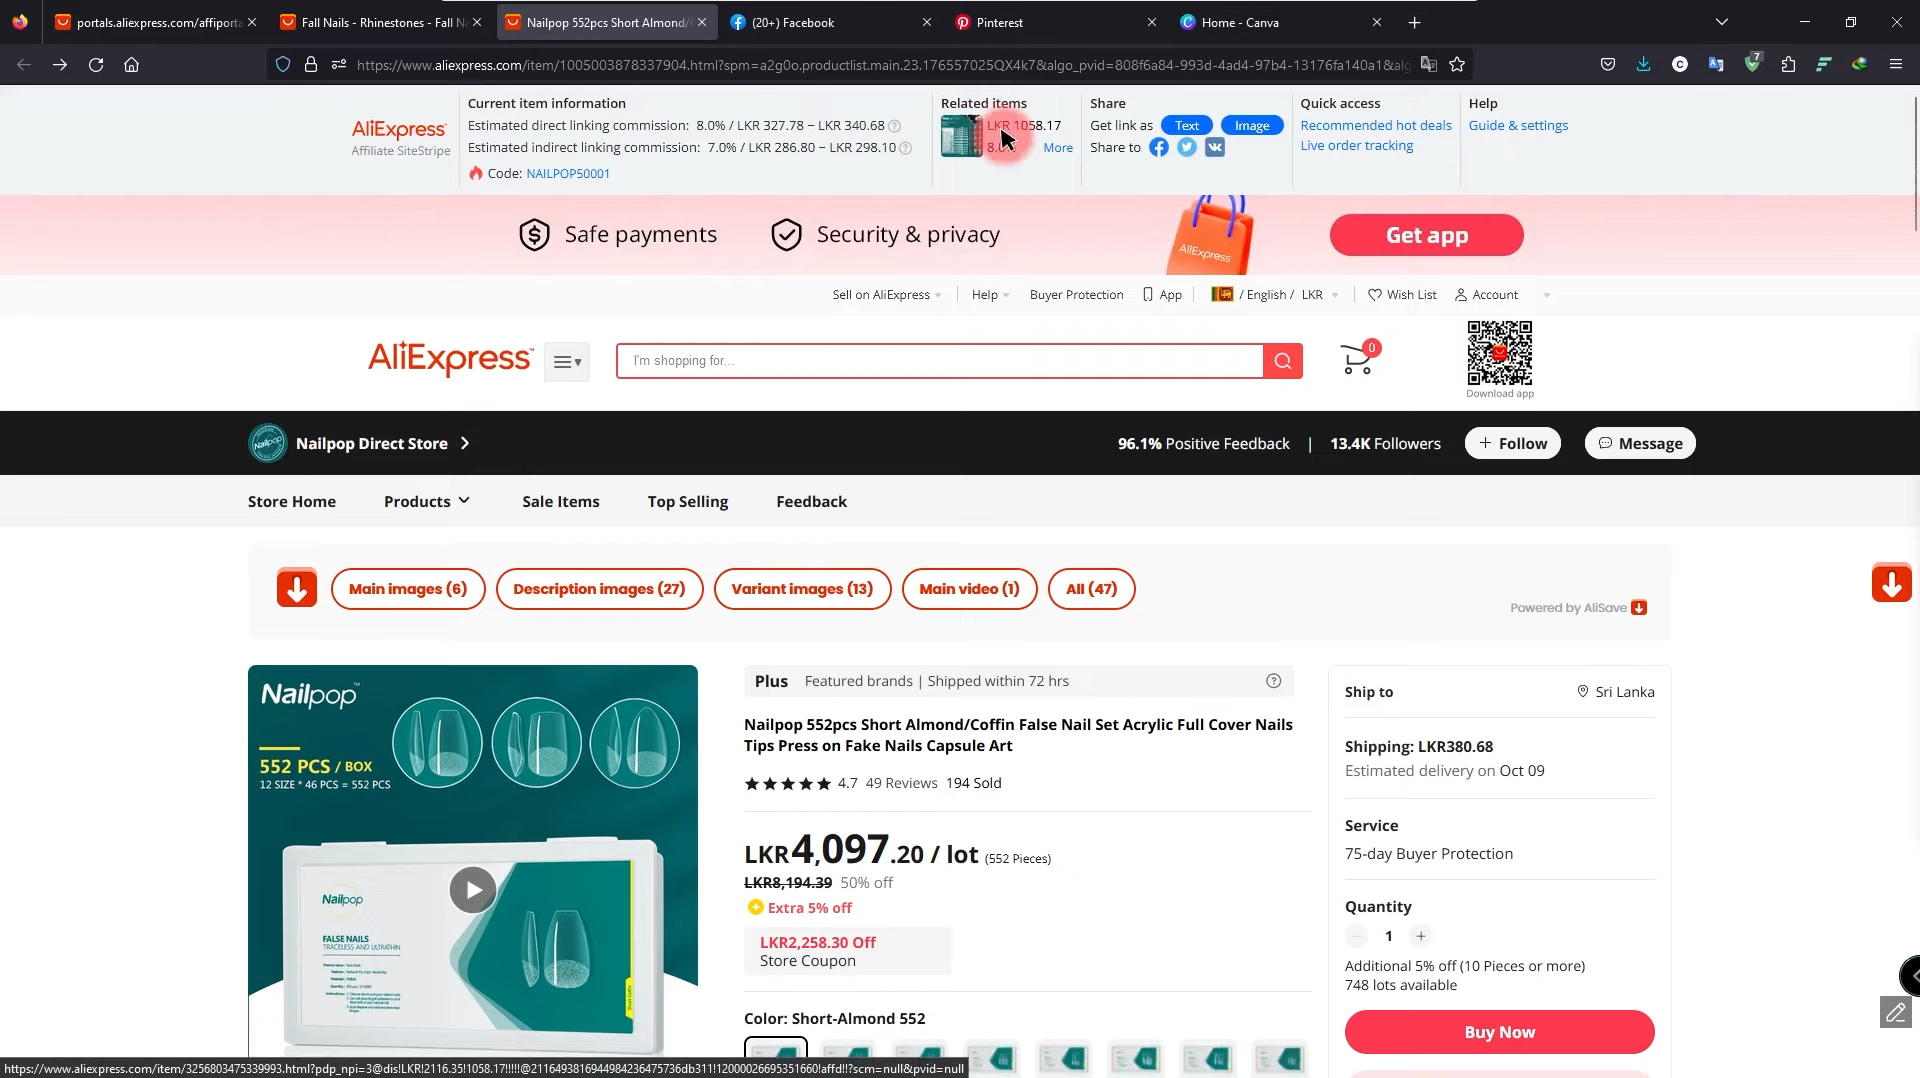 portals.aliexpress.com/affiporta
Fall Nails - Rhinestones - Fall N
Nailpop 552pcs Short Almond/C
(20+) Facebook
Pinterest
Home - Canva
https://www.aliexpress.com/item/1005003878337904.html?spm=a2g0o.productlist.main.23.176557025QX4k7&algo_pvid=808f6a84-993d-4ad4-97b4-13176fa140a1&alg
7
AliExpress
Affiliate SiteStripe
Current item information
Estimated direct linking commission: 8.0% / LKR 327.78 – LKR 340.68
Estimated indirect linking commission: 7.0% / LKR 286.80 – LKR 298.10
Code: NAILPOP50001
Related items
LKR 1058.17
More
Share
Get link as Text Image
Share to
Quick access
Recommended hot deals
Live order tracking
Help
Guide & settings
Safe payments
Security & privacy
AliExpress
Get app
Sell on AliExpress
Help
Buyer Protection
App
/ English / LKR
Wish List
Account
AliExpress
I'm shopping for...
0
Download app
Nailpop
Nailpop Direct Store
96.1% Positive Feedback | 13.4K Followers
+ Follow
Message
Store Home
Products
Sale Items
Top Selling
Feedback
Main images (6)
Description images (27)
Variant images (13)
Main video (1)
All (47)
Powered by AliSave
Nailpop™
552 PCS / BOX
12 SIZE * 46 PCS = 552 PCS
Nailpop
FALSE NAILS
TRACELESS AND ULTRATHIN
Plus Featured brands | Shipped within 72 hrs
Nailpop 552pcs Short Almond/Coffin False Nail Set Acrylic Full Cover Nails
Tips Press on Fake Nails Capsule Art
4.7 49 Reviews 194 Sold
LKR4,097.20 / lot (552 Pieces)
LKR8,194.39 50% off
Extra 5% off
LKR2,258.30 Off
Store Coupon
Color: Short-Almond 552
Ship to
Sri Lanka
Shipping: LKR380.68
Estimated delivery on Oct 09
Service
75-day Buyer Protection
Quantity
1
Additional 5% off (10 Pieces or more)
748 lots available
Buy Now
https://www.aliexpress.com/item/3256803475339993.html?pdp_npi=3@dis!LKR!2116.35!1058.17!!!!!@2116493816944984236475736db311!12000026695351660!affd!!?scm=null&pvid=null